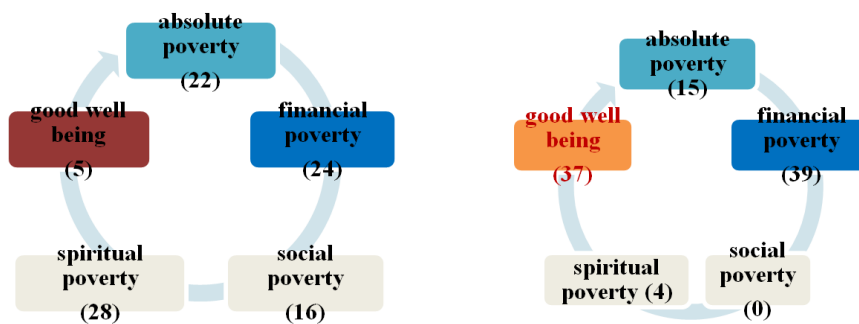 absolute
poverty
(22)
financial
poverty
(24)
social
poverty
(16)
spiritual
poverty
(28)
good well
being
(5)
absolute
poverty
(15)
financial
poverty
(39)
social
poverty
(0)
spiritual
poverty (4)
good well
being
(37)